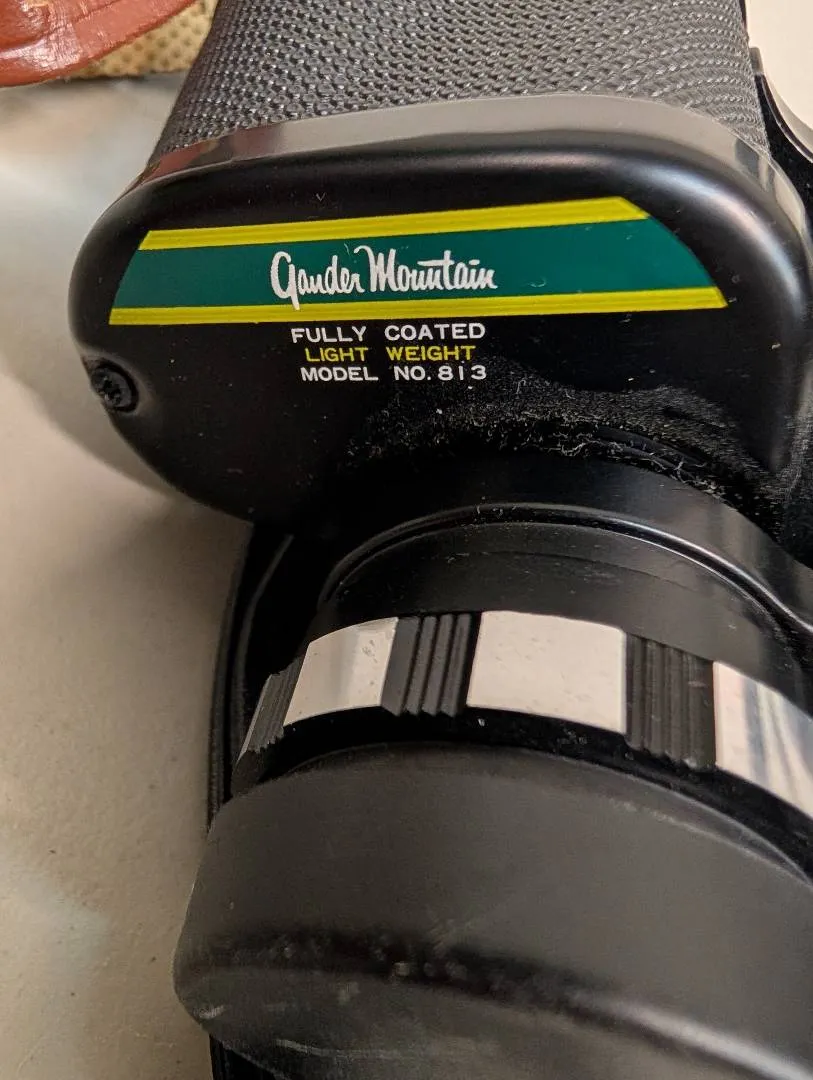 Gander Mountain
FULLY COATED
LIGHT WEIGHT
MODEL NO. 813